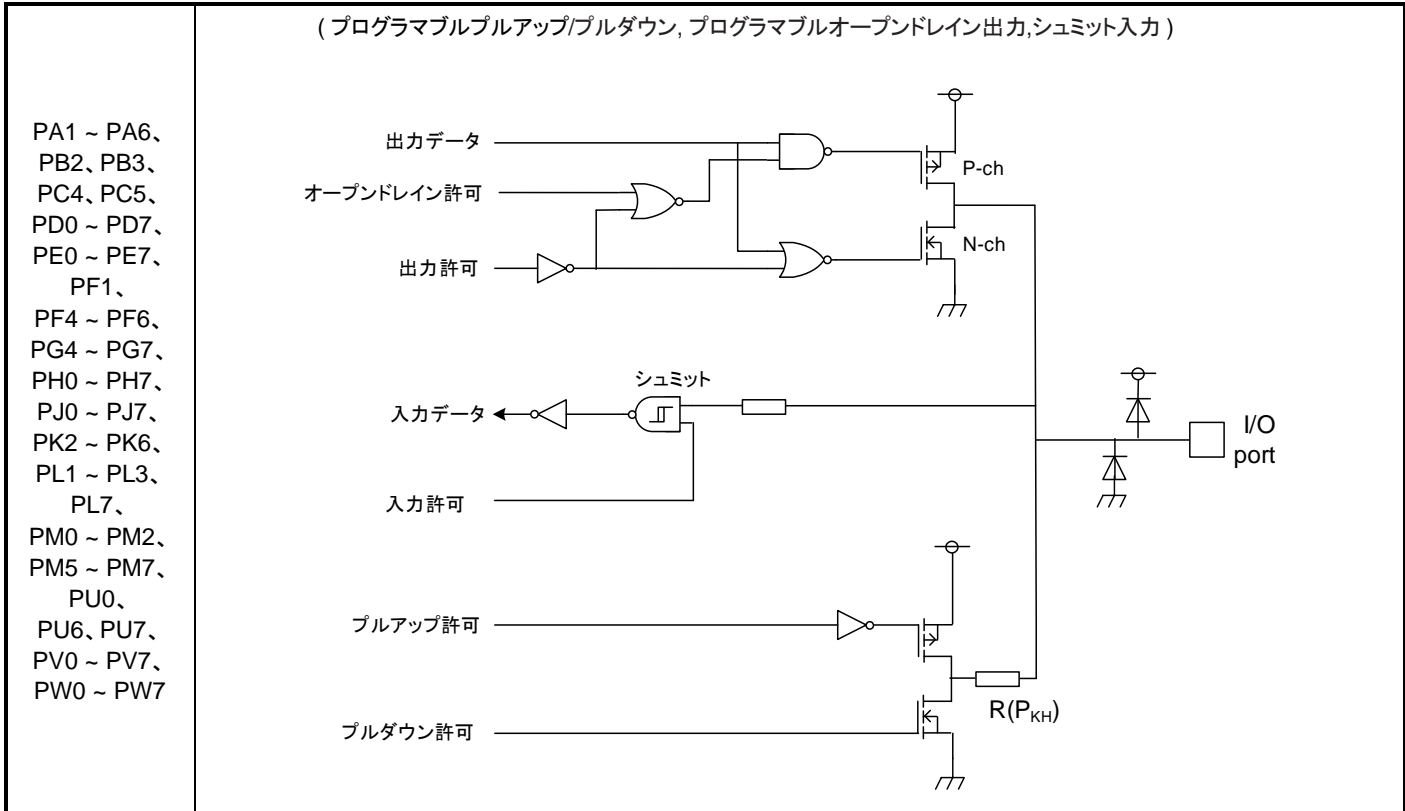 ( プログラマブルプルアップ/プルダウン, プログラマブルオープンドレイン出力,シュミット入力 )
PA1 ~ PA6、
PB2、PB3、
PC4、PC5、
PD0 ~ PD7、
PE0 ~ PE7、
PF1、
PF4 ~ PF6、
PG4 ~ PG7、
PH0 ~ PH7、
PJ0 ~ PJ7、
PK2 ~ PK6、
PL1 ~ PL3、
PL7、
PM0 ~ PM2、
PM5 ~ PM7、
PU0、
PU6、PU7、
PV0 ~ PV7、
PW0 ~ PW7
出力データ
P-ch
オープンドレイン許可
N-ch
出力許可
シュミット
入力データ
I/O
port
入力許可
プルアップ許可
R(PKH)
プルダウン許可